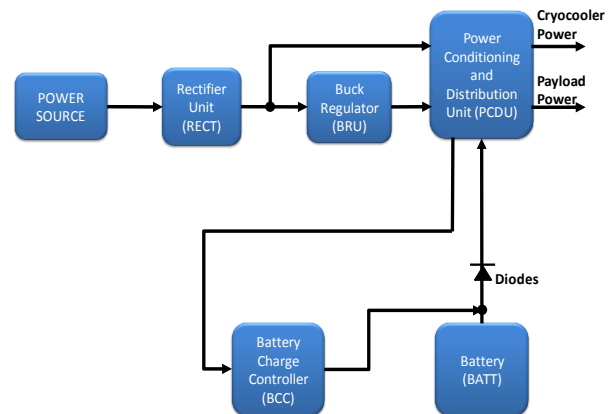 Cryocooler
Power
Power
Conditioning
and
Distribution
Unit (PCDU)
Payload
Power
POWER
SOURCE
Rectifier
Unit
(RECT)
Buck
Regulator
(BRU)
Diodes
Battery
Charge
Controller
(BCC)
Battery
(BATT)